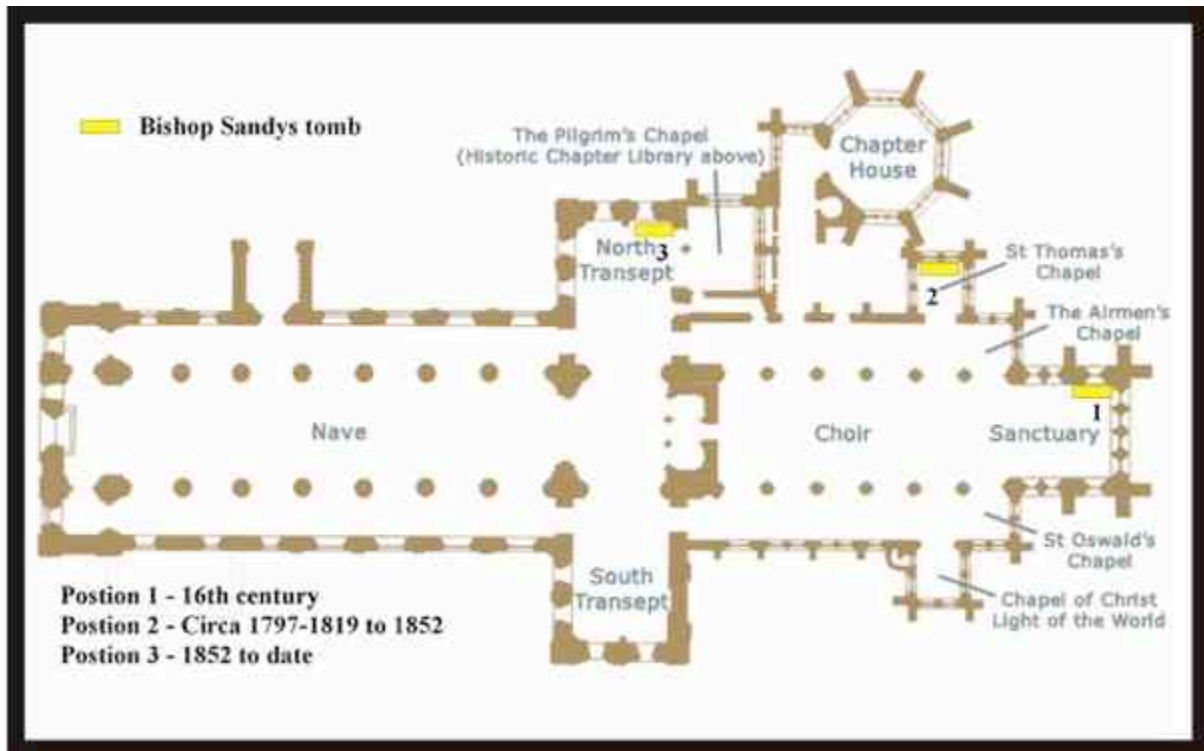 Bishop Sandys tomb
The Pilgrim's Chapel
(Historic Chapter Library above)
Chapter
House
North
Transept
3
St Thomas's
Chapel
2
The Airmen's
Chapel
1
Nave
Choir
Sanctuary
St Oswald's
Chapel
South
Transept
Chapel of Christ
Light of the World
Postion 1 - 16th century
Postion 2 - Circa 1797-1819 to 1852
Postion 3 - 1852 to date